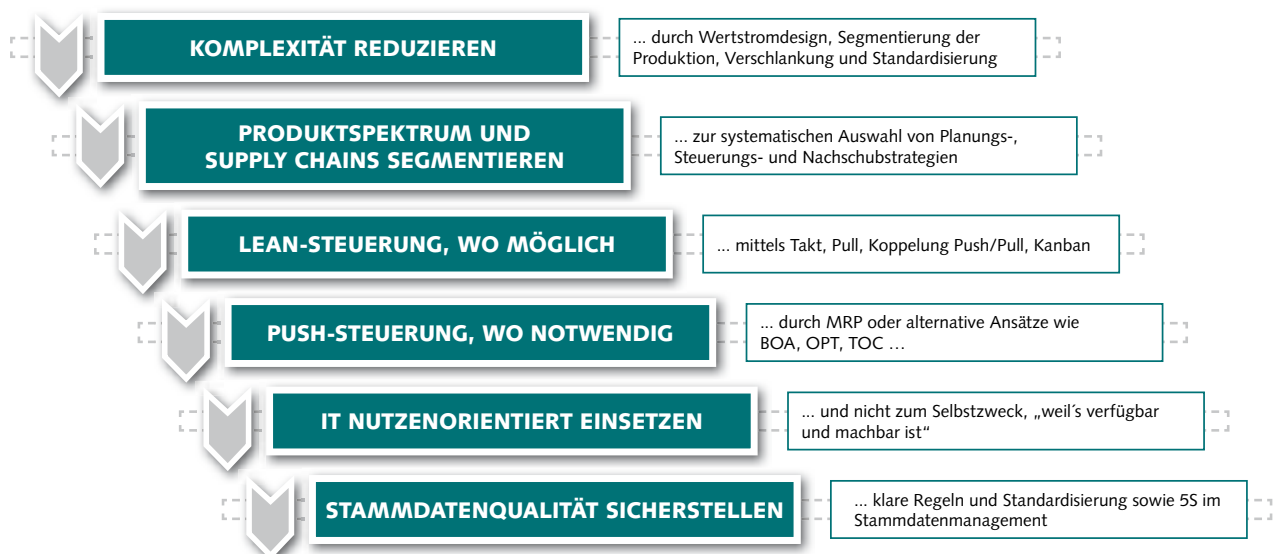 KOMPLEXITÄT REDUZIEREN
... durch Wertstromdesign, Segmentierung der
Produktion, Verschlankung und Standardisierung
PRODUKTSPEKTRUM UND
SUPPLY CHAINS SEGMENTIEREN
... zur systematischen Auswahl von Planungs-,
Steuerungs- und Nachschubstrategien
LEAN-STEUERUNG, WO MÖGLICH
... mittels Takt, Pull, Koppelung Push/Pull, Kanban
PUSH-STEUERUNG, WO NOTWENDIG
... durch MRP oder alternative Ansätze wie
BOA, OPT, TOC ...
IT NUTZENORIENTIERT EINSETZEN
... und nicht zum Selbstzweck, „weil´s verfügbar
und machbar ist“
STAMMDATENQUALITÄT SICHERSTELLEN
... klare Regeln und Standardisierung sowie 5S im
Stammdatenmanagement